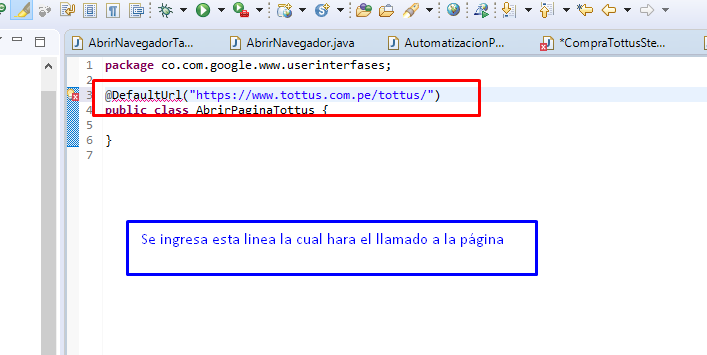 AbrirNavegadorTa...
AbrirNavegador.java
AutomatizacionP...
*CompraTottusSte...
1 package co.com.google.www.userinterfases;
2
3 @DefaultUrl("https://www.tottus.com.pe/tottus/")
4 public class AbrirPaginaTottus {
5
6 }
7
Se ingresa esta linea la cual hara el llamado a la página